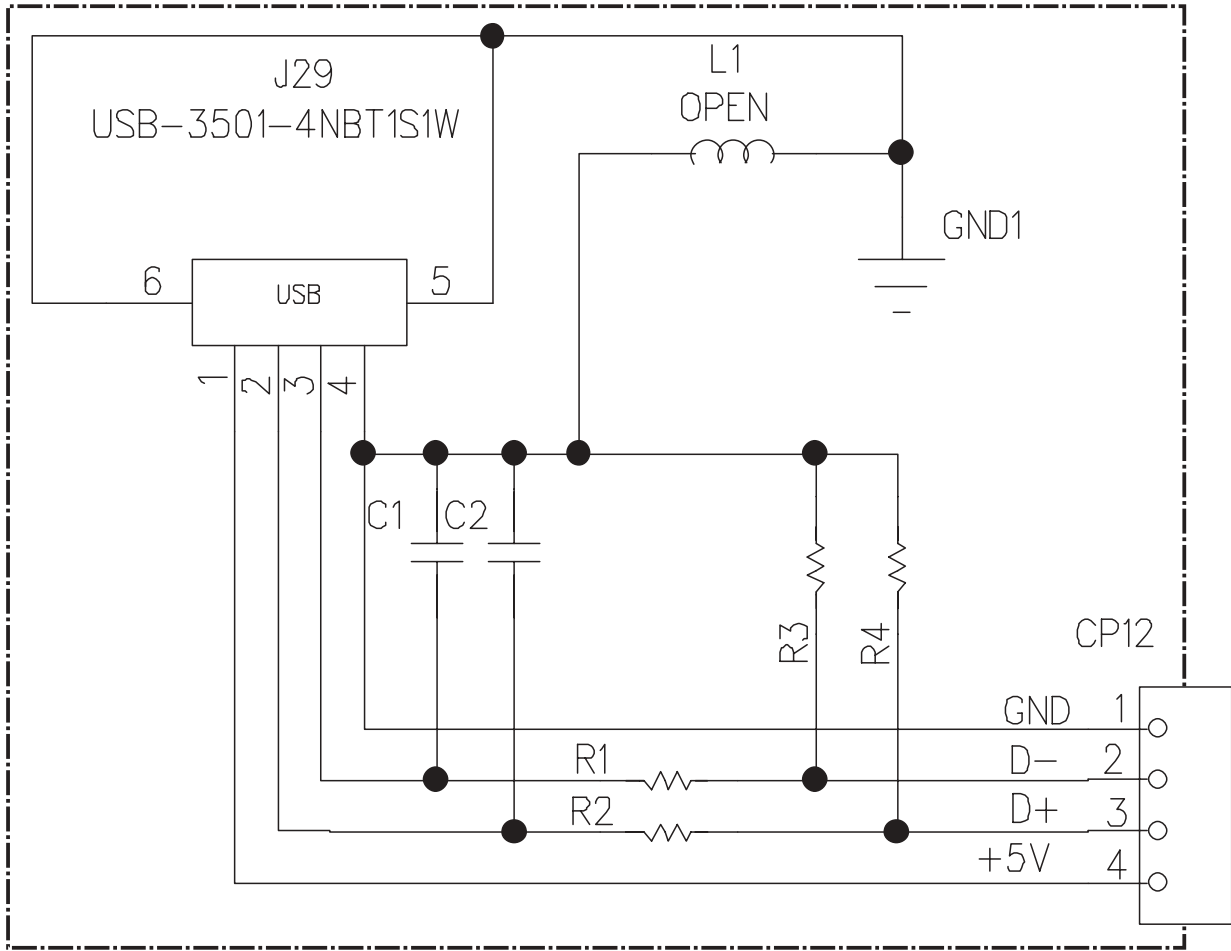 J29
USB-3501-4NBT1S1W
L1
OPEN
GND1
6
USB
5
1
2
3
4
C1
C2
R3
R4
CP12
GND 1
R1
D- 2
R2
D+ 3
+5V 4